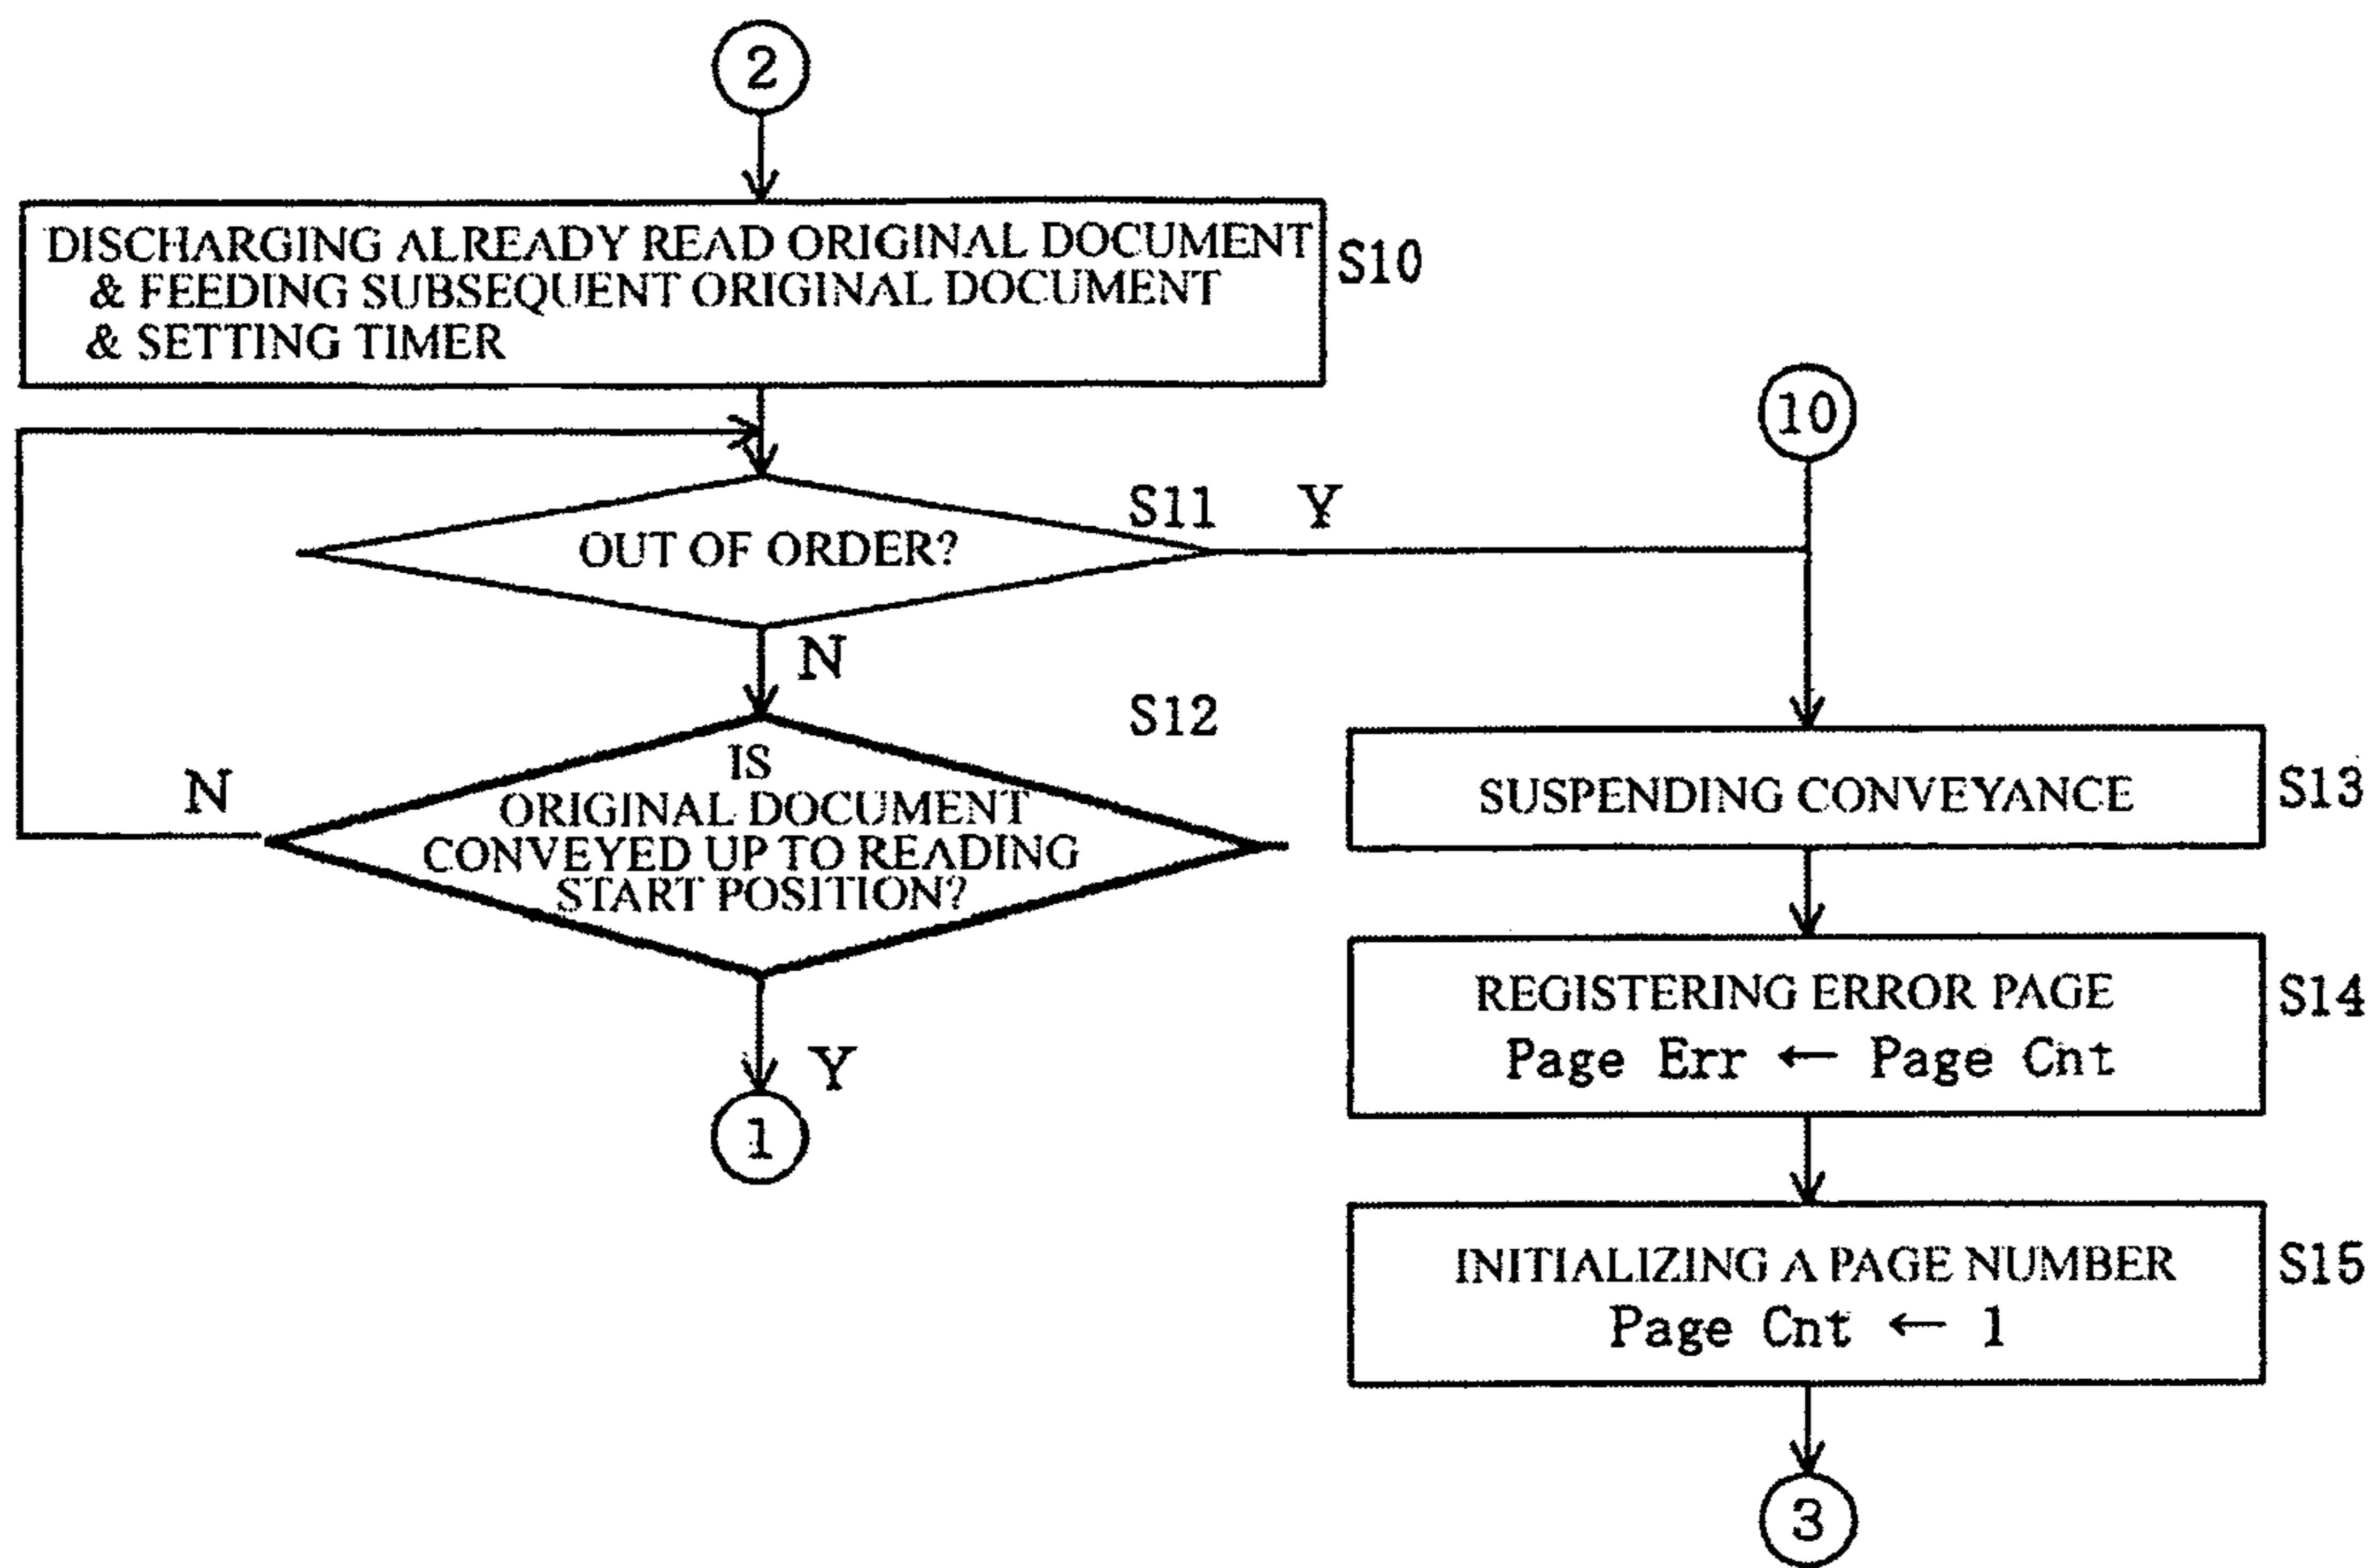 2
DISCHARGING ALREADY READ ORIGINAL DOCUMENT
& FEEDING SUBSEQUENT ORIGINAL DOCUMENT
& SETTING TIMER
S10
10
S11
Y
OUT OF ORDER?
N
S12
N
IS
ORIGINAL DOCUMENT
CONVEYED UP TO READING
START POSITION?
Y
1
SUSPENDING CONVEYANCE
S13
REGISTERING ERROR PAGE
Page Err ← Page Cnt
S14
INITIALIZING A PAGE NUMBER
Page Cnt ← 1
S15
3